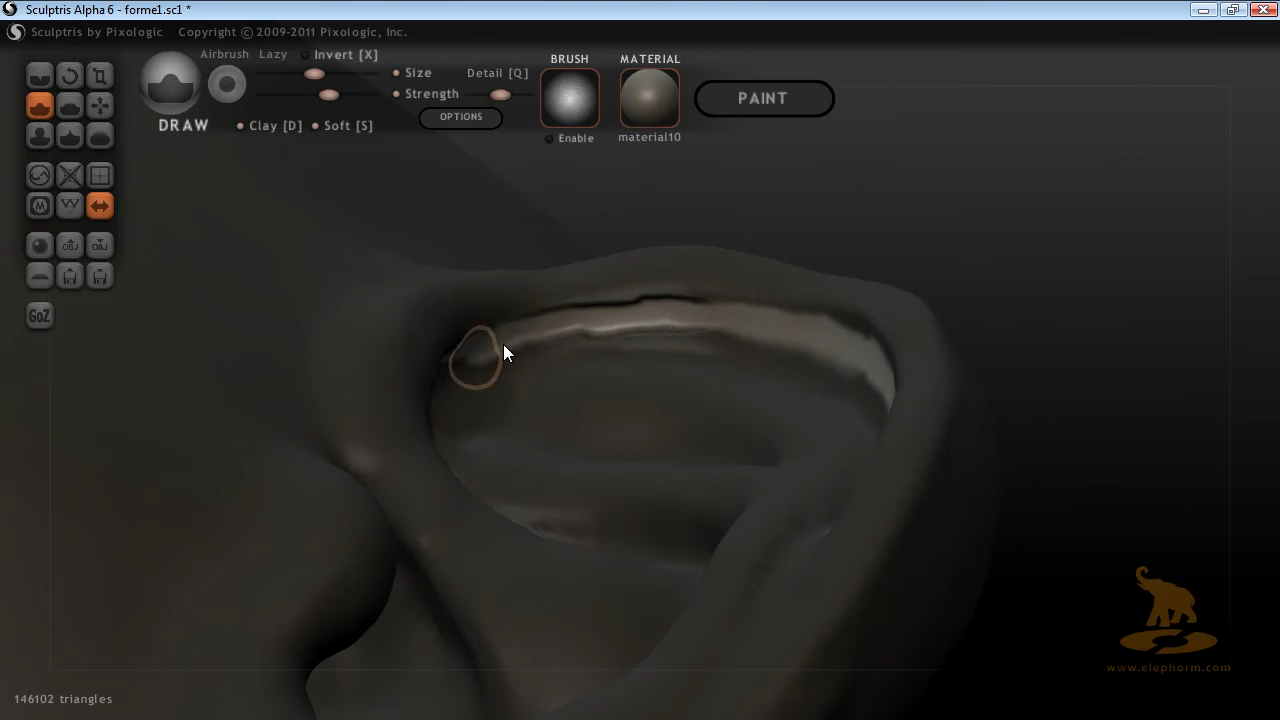 Sculptris Alpha 6 - forme1.sc1 *
Sculptris by Pixologic Copyright © 2009-2011 Pixologic, Inc.
Airbrush Lazy Invert [X]
Size Detail [Q]
Strength
OPTIONS
DRAW Clay [D] Soft [S]
BRUSH
Enable
MATERIAL
material10
PAINT
OBJ OBJ
GoZ
www.elephorm.com
146102 triangles